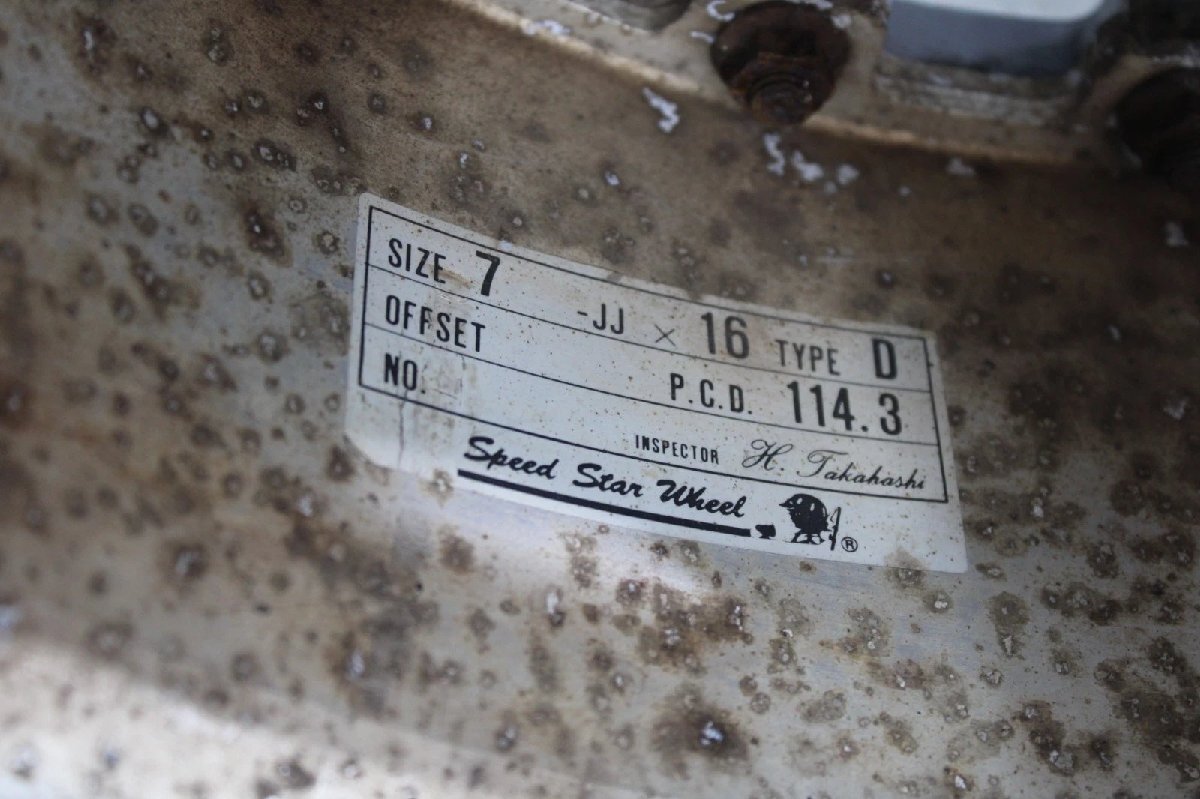 SIZE 7 -JJ × 16 TYPE D
OFFSET P.C.D. 114.3
NO. INSPECTOR H. Takahashi
Speed Star Wheel ®